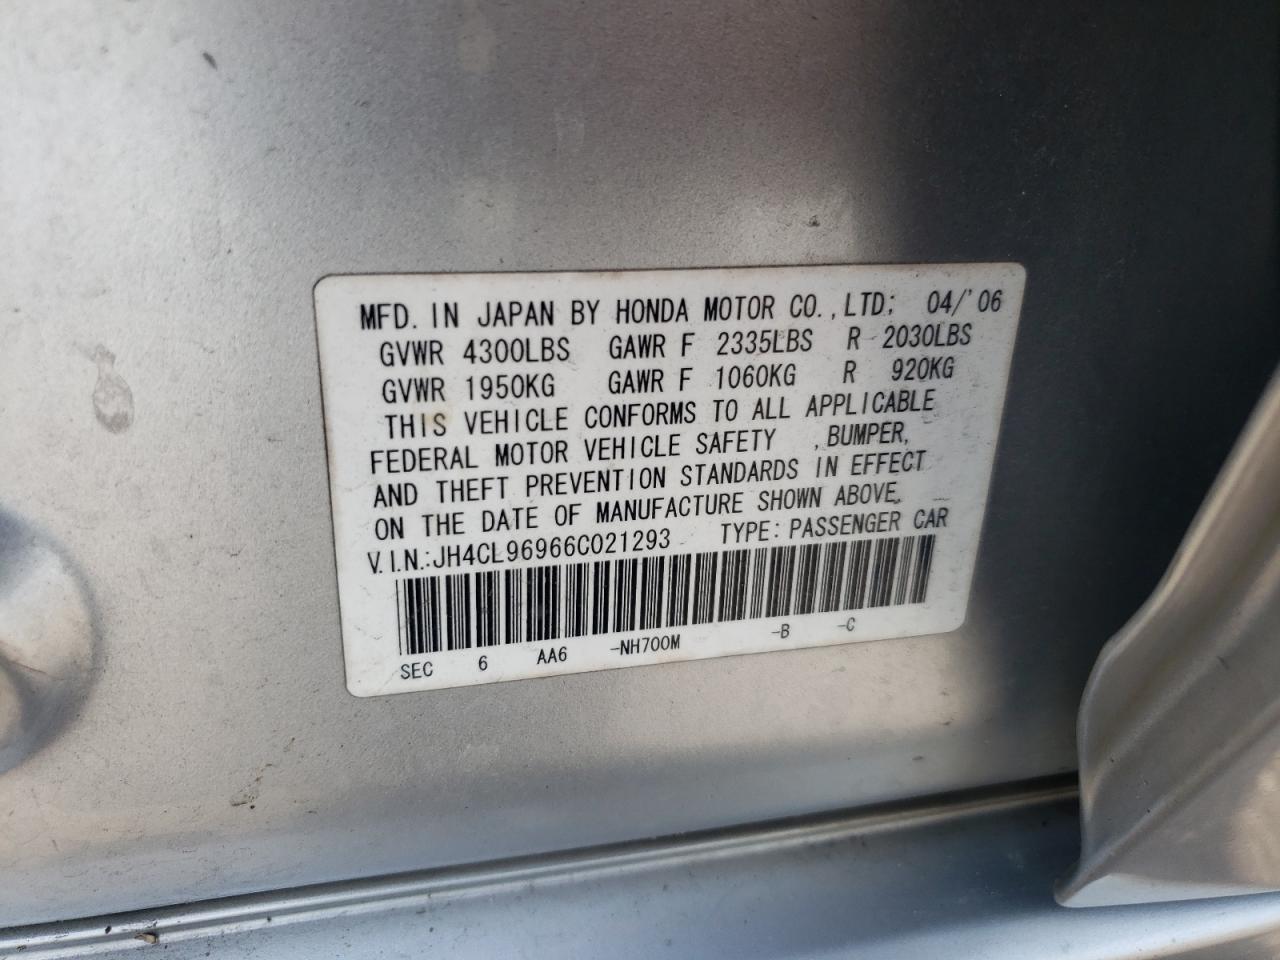 MFD. IN JAPAN BY HONDA MOTOR CO.,LTD; 04/'06
GVWR 4300LBS GAWR F 2335LBS R 2030LBS
GVWR 1950KG GAWR F 1060KG R 920KG
THIS VEHICLE CONFORMS TO ALL APPLICABLE
FEDERAL MOTOR VEHICLE SAFETY , BUMPER,
AND THEFT PREVENTION STANDARDS IN EFFECT
ON THE DATE OF MANUFACTURE SHOWN ABOVE.
V.I.N.:JH4CL96966C021293 TYPE: PASSENGER CAR
SEC 6 AA6 -NH700M -B -C